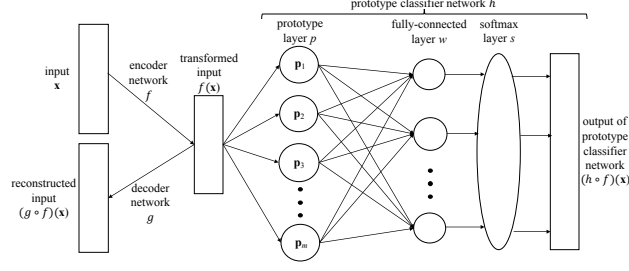 prototype classifier network h
prototype
layer p
fully-connected
layer w
softmax
layer s
input
x
encoder
network
f
transformed
input
f(x)
p1
p2
p3
pm
reconstructed
input
(g ∘ f)(x)
decoder
network
g
output of
prototype
classifier
network
(h ∘ f)(x)